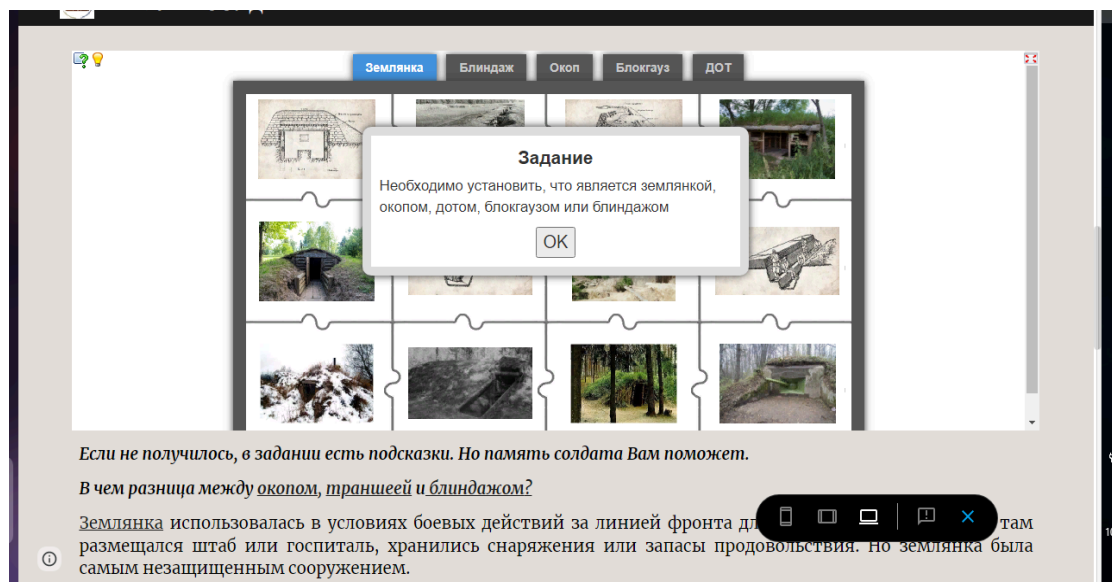 Землянка Блиндаж Окоп Блокгауз ДОТ
Задание
Необходимо установить, что является землянкой,
окопом, дотом, блокгаузом или блиндажом
OK
Если не получилось, в задании есть подсказки. Но память солдата Вам поможет.
В чем разница между окопом, траншеей и блиндажом?
Землянка использовалась в условиях боевых действий за линией фронта там
размещался штаб или госпиталь, хранились снаряжения или запасы продовольствия. Но землянка была
самым незащищенным сооружением.